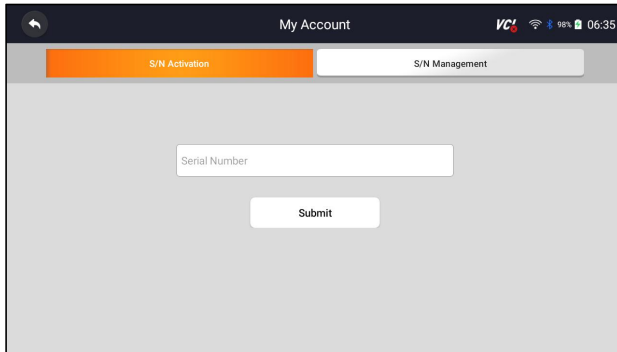 My Account
VCI
98%
06:35
S/N Activation
S/N Management
Serial Number
Submit